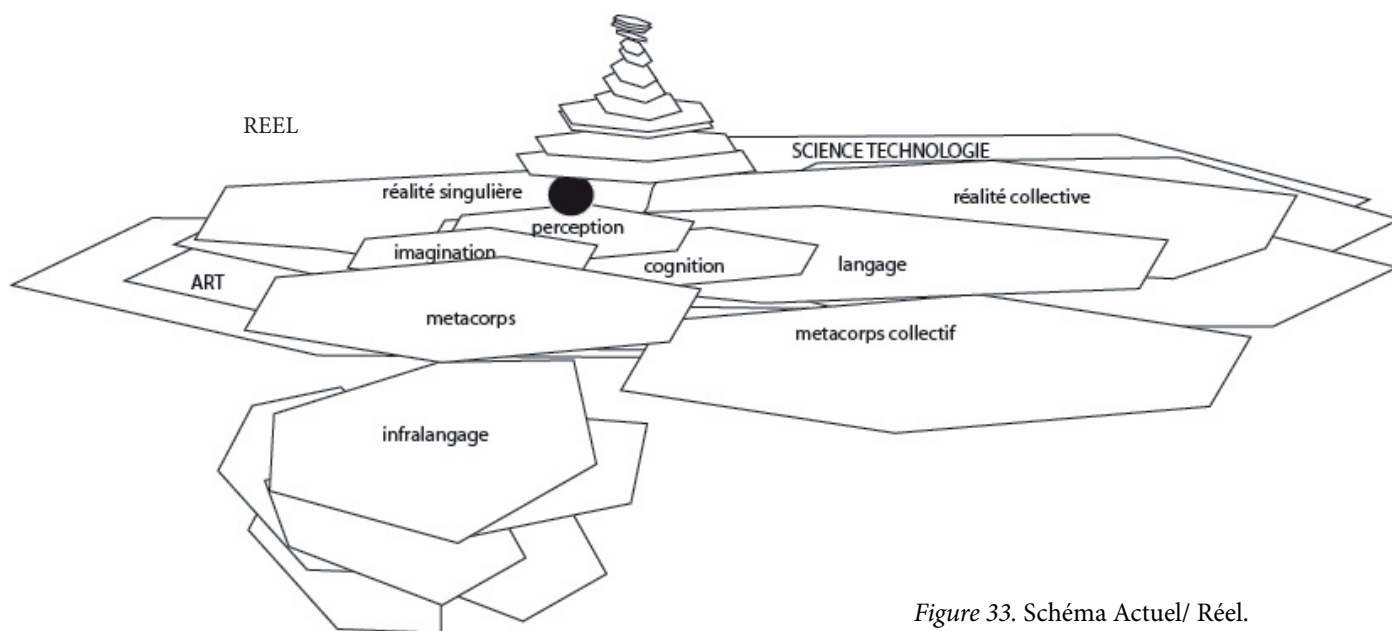 REEL
SCIENCE TECHNOLOGIE
réalité singulière
réalité collective
perception
imagination
cognition
langage
ART
metacorps
metacorps collectif
infralangage
Figure 33. Schéma Actuel/ Réel.